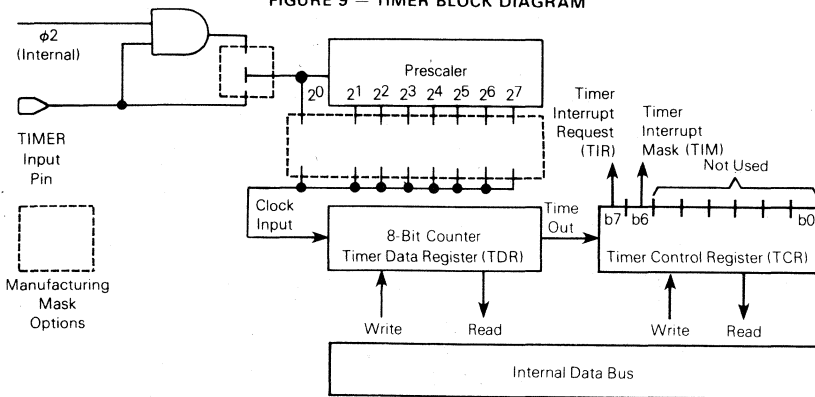 FIGURE 9 — TIMER BLOCK DIAGRAM
ϕ2
(Internal)
TIMER
Input
Pin
Prescaler
2⁰ 2¹ 2² 2³ 2⁴ 2⁵ 2⁶ 2⁷
Timer
Interrupt
Request
(TIR)
Timer
Interrupt
Mask (TIM)
Not Used
Clock
Input
8-Bit Counter
Timer Data Register (TDR)
Time
Out
b7 b6 b0
Timer Control Register (TCR)
Manufacturing
Mask
Options
Write Read Write Read
Internal Data Bus